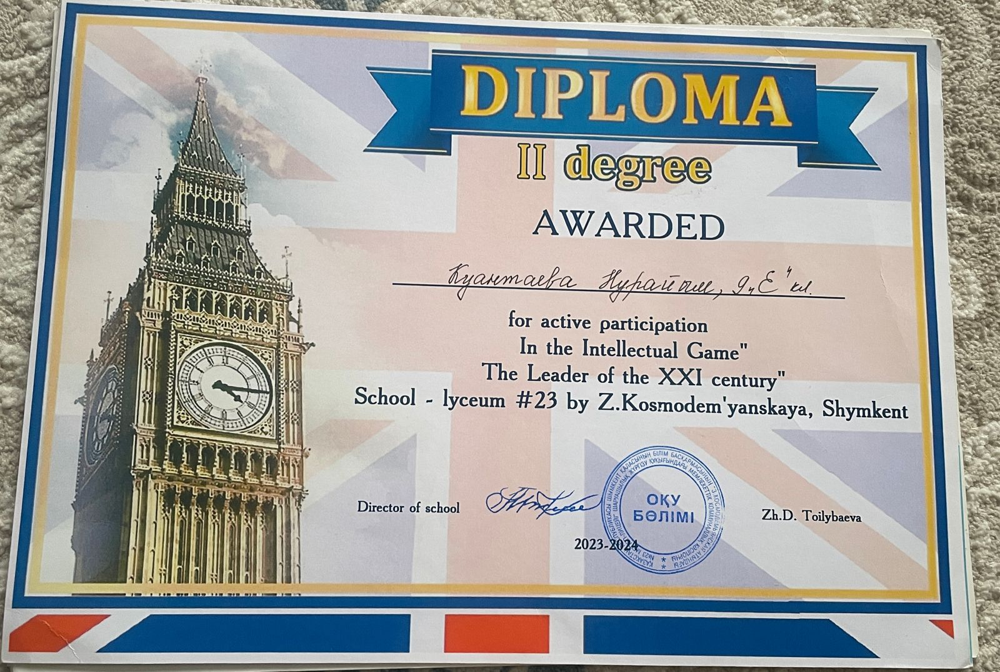 DIPLOMA
II degree
AWARDED
Куантаева Нурайым, 9 „Е" кл.
for active participation
In the Intellectual Game"
The Leader of the XXI century"
School - lyceum #23 by Z.Kosmodem'yanskaya, Shymkent
Director of school
ОҚУ
БӨЛІМІ
Zh.D. Toilybaeva
2023-2024